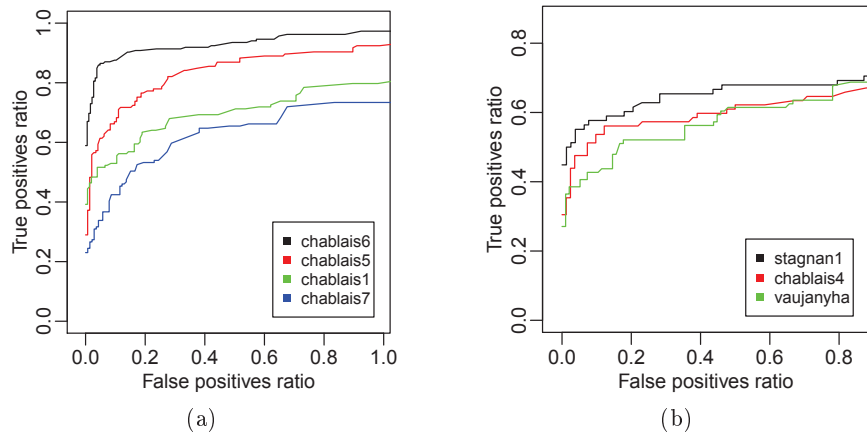 True positives ratio
0.0 0.2 0.4 0.6 0.8 1.0
chablais6
chablais5
chablais1
chablais7
0.0 0.2 0.4 0.6 0.8 1.0
False positives ratio
(a)
True positives ratio
0.0 0.2 0.4 0.6 0.8
stagnan1
chablais4
vaujanyha
0.0 0.2 0.4 0.6 0.8
False positives ratio
(b)